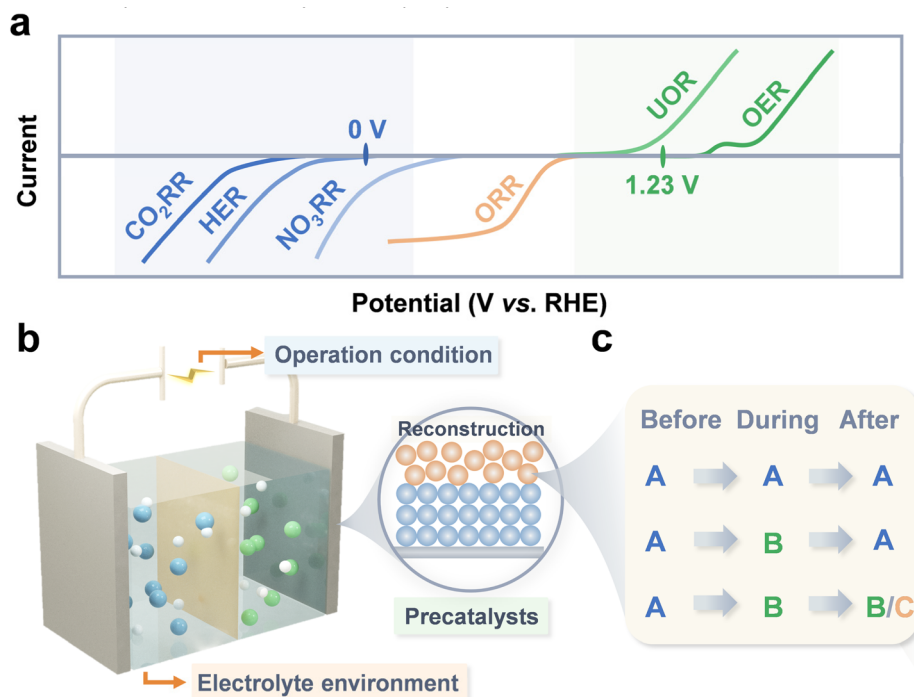 a
Current
0 V
CO₂RR
HER
NO₃RR
ORR
UOR
OER
1.23 V
Potential (V vs. RHE)
b
Operation condition
Reconstruction
Precatalysts
Electrolyte environment
c
Before During After
A A A
A B A
A B B/C